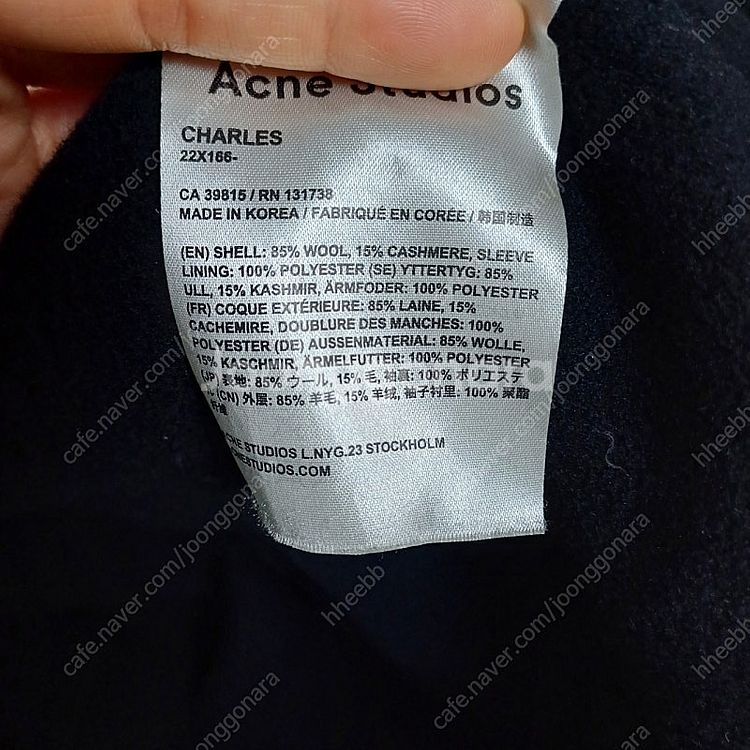 Acne Studios
CHARLES
22X166-
CA 39815 / RN 131738
MADE IN KOREA / FABRIQUÉ EN CORÉE / 韩国制造
(EN) SHELL: 85% WOOL, 15% CASHMERE, SLEEVE
LINING: 100% POLYESTER (SE) YTTERTYG: 85%
ULL, 15% KASHMIR, ÄRMFODER: 100% POLYESTER
(FR) COQUE EXTÉRIEURE: 85% LAINE, 15%
CACHEMIRE, DOUBLURE DES MANCHES: 100%
POLYESTER (DE) AUSSENMATERIAL: 85% WOLLE,
15% KASCHMIR, ÄRMELFUTTER: 100% POLYESTER
(JP) 表地: 85% ウール, 15% 毛, 袖裏: 100% ポリエステ
ル (CN) 外层: 85% 羊毛, 15% 羊绒, 袖子衬里: 100% 聚酯
ACNE STUDIOS L.NYG.23 STOCKHOLM
ACNESTUDIOS.COM
cafe.naver.com/joonggonara
hheebb